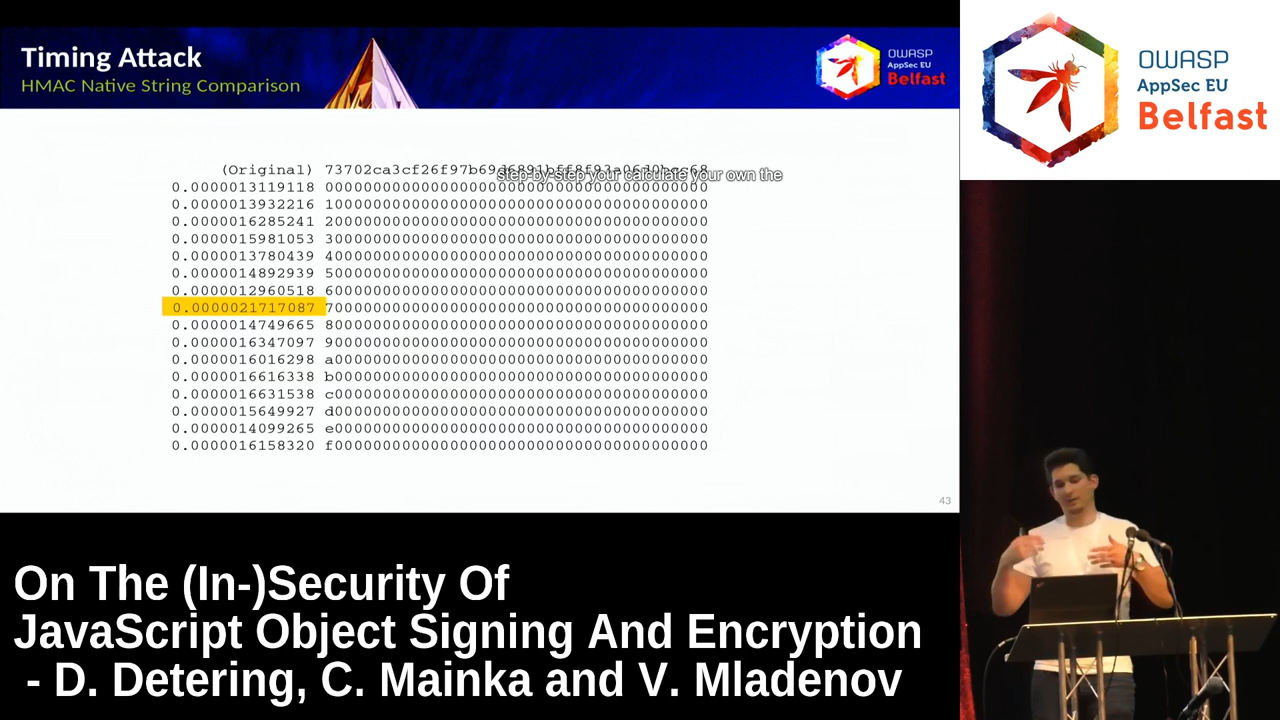 Timing Attack
HMAC Native String Comparison
OWASP
AppSec EU
Belfast
OWASP
AppSec EU
Belfast
(Original) 73702ca3cf26f97b69d6891bff8f93a06d0bcc68
step-by-step your calculate your own the
0.0000013119118 0000000000000000000000000000000000000000
0.0000013932216 1000000000000000000000000000000000000000
0.0000016285241 2000000000000000000000000000000000000000
0.0000015981053 3000000000000000000000000000000000000000
0.0000013780439 4000000000000000000000000000000000000000
0.0000014892939 5000000000000000000000000000000000000000
0.0000012960518 6000000000000000000000000000000000000000
0.0000021717087 7000000000000000000000000000000000000000
0.0000014749665 8000000000000000000000000000000000000000
0.0000016347097 9000000000000000000000000000000000000000
0.0000016016298 a000000000000000000000000000000000000000
0.0000016616338 b000000000000000000000000000000000000000
0.0000016631538 c000000000000000000000000000000000000000
0.0000015649927 d000000000000000000000000000000000000000
0.0000014099265 e000000000000000000000000000000000000000
0.0000016158320 f000000000000000000000000000000000000000
43
On The (In-)Security Of
JavaScript Object Signing And Encryption
- D. Detering, C. Mainka and V. Mladenov